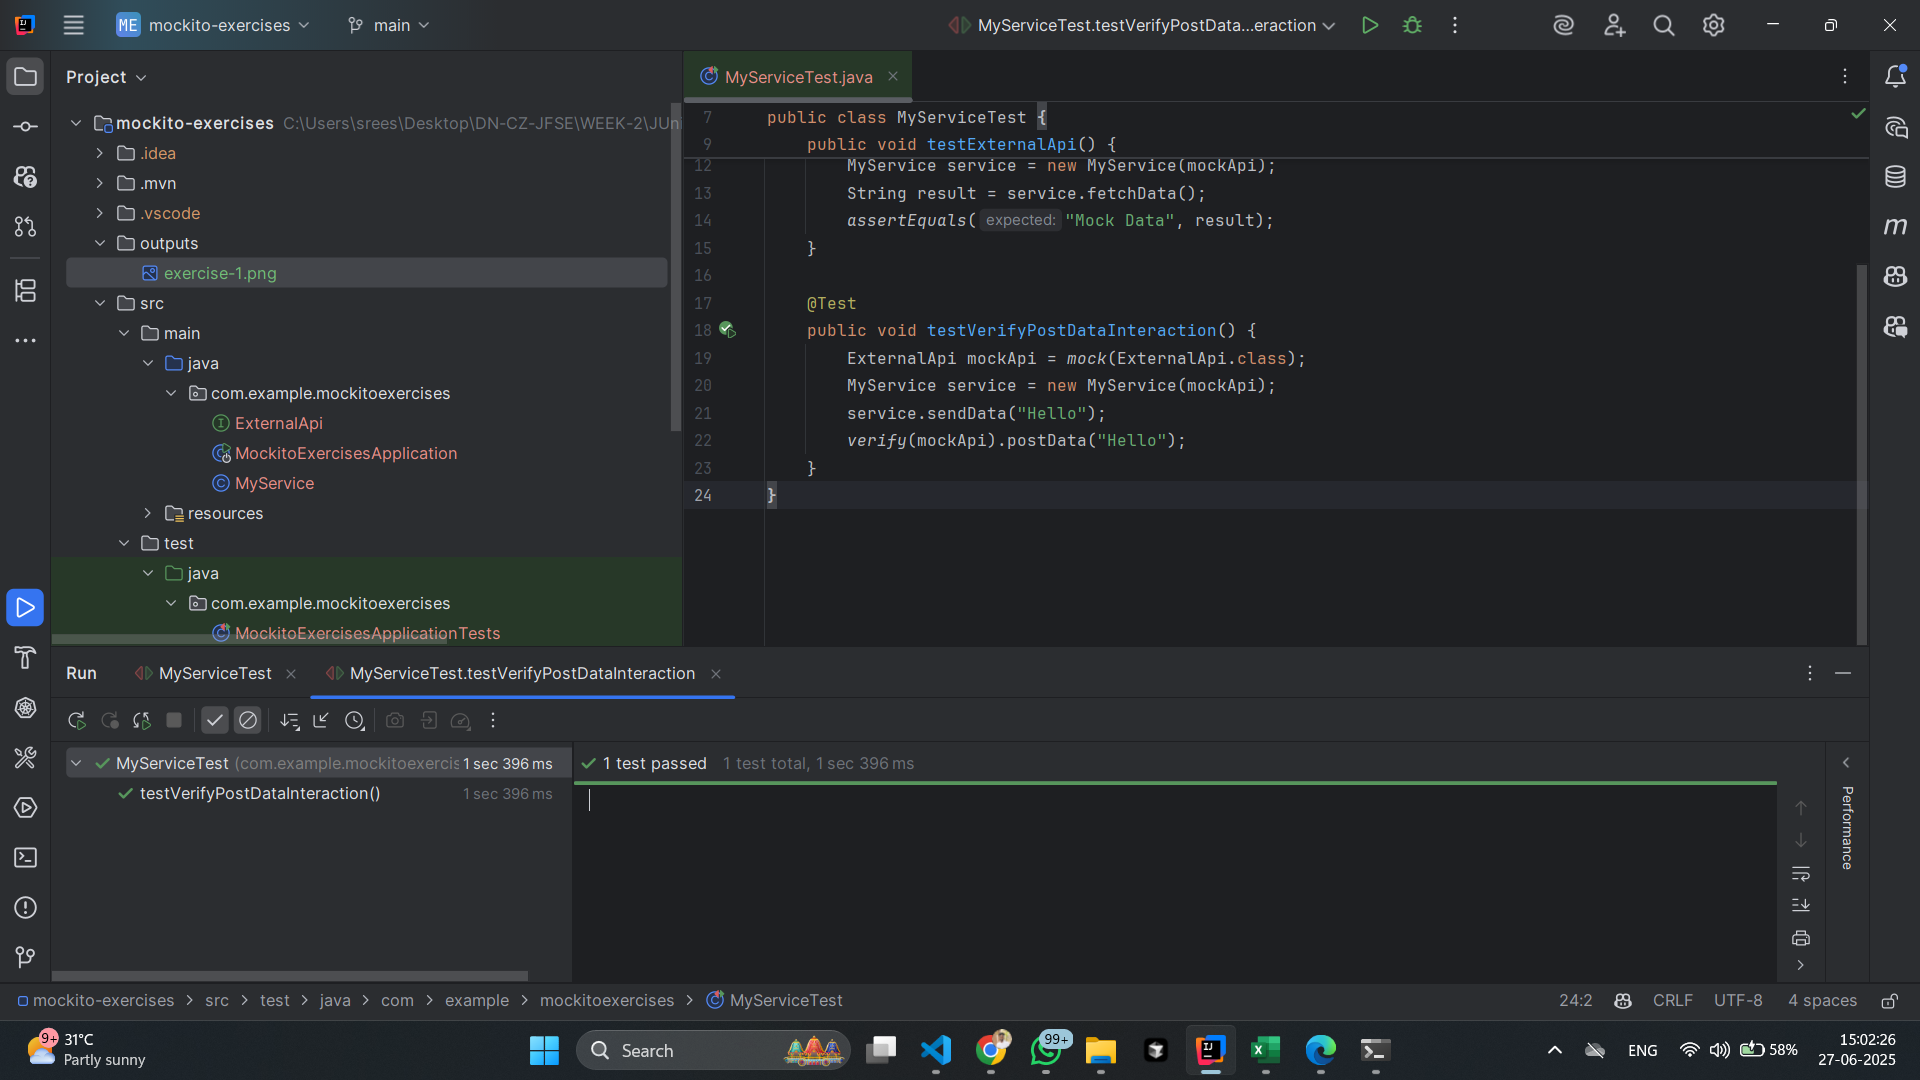 ME mockito-exercises main MyServiceTest.testVerifyPostData...eraction
Project
mockito-exercises C:\Users\srees\Desktop\DN-CZ-JFSE\WEEK-2\JUni
.idea
.mvn
.vscode
outputs
exercise-1.png
src
main
java
com.example.mockitoexercises
ExternalApi
MockitoExercisesApplication
MyService
resources
test
java
com.example.mockitoexercises
MockitoExercisesApplicationTests
MyServiceTest.java
7 public class MyServiceTest {
9 public void testExternalApi() {
12 MyService service = new MyService(mockApi);
13 String result = service.fetchData();
14 assertEquals( expected: "Mock Data", result);
15 }
16
17 @Test
18 public void testVerifyPostDataInteraction() {
19 ExternalApi mockApi = mock(ExternalApi.class);
20 MyService service = new MyService(mockApi);
21 service.sendData("Hello");
22 verify(mockApi).postData("Hello");
23 }
24 }
Run MyServiceTest MyServiceTest.testVerifyPostDataInteraction
MyServiceTest (com.example.mockitoexercis 1 sec 396 ms
testVerifyPostDataInteraction() 1 sec 396 ms
1 test passed 1 test total, 1 sec 396 ms
Performance
mockito-exercises > src > test > java > com > example > mockitoexercises > MyServiceTest
24:2 CRLF UTF-8 4 spaces
9+ 31°C
Partly sunny
Search
99+
ENG 58%
15:02:26
27-06-2025